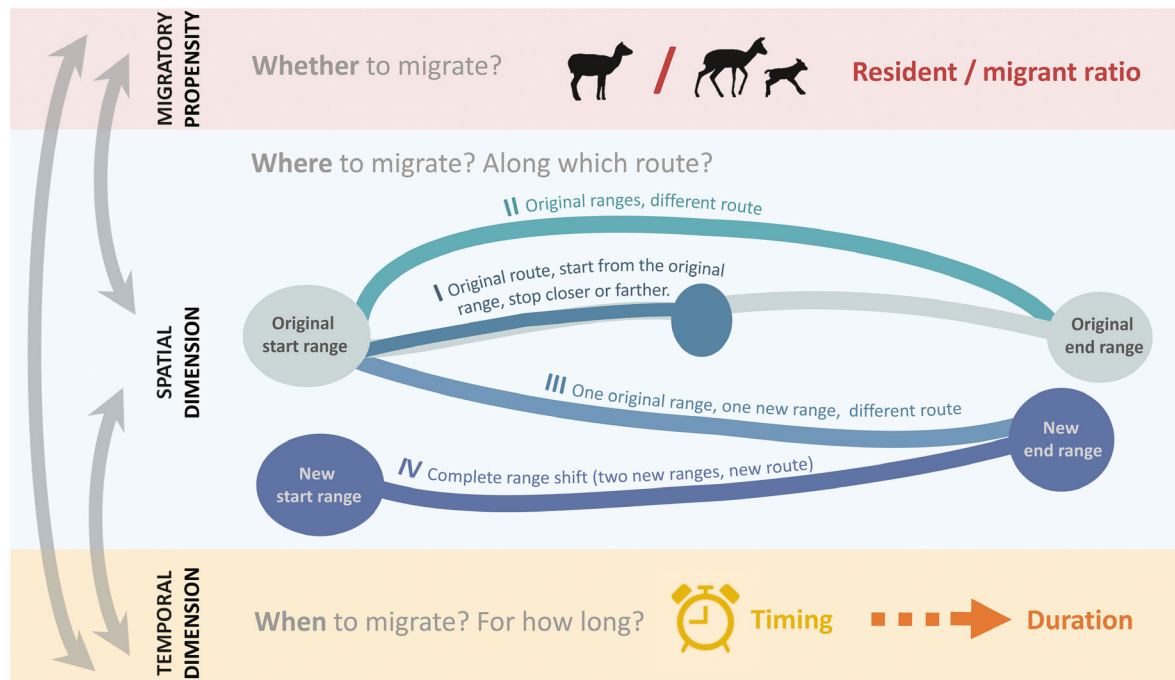 MIGRATORY
PROPENSITY
Whether to migrate?
/
Resident / migrant ratio
SPATIAL
DIMENSION
Where to migrate? Along which route?
II Original ranges, different route
I Original route, start from the original
range, stop closer or farther.
Original
start range
Original
end range
III One original range, one new range, different route
New
end range
IV Complete range shift (two new ranges, new route)
New
start range
TEMPORAL
DIMENSION
When to migrate? For how long?
Timing
Duration